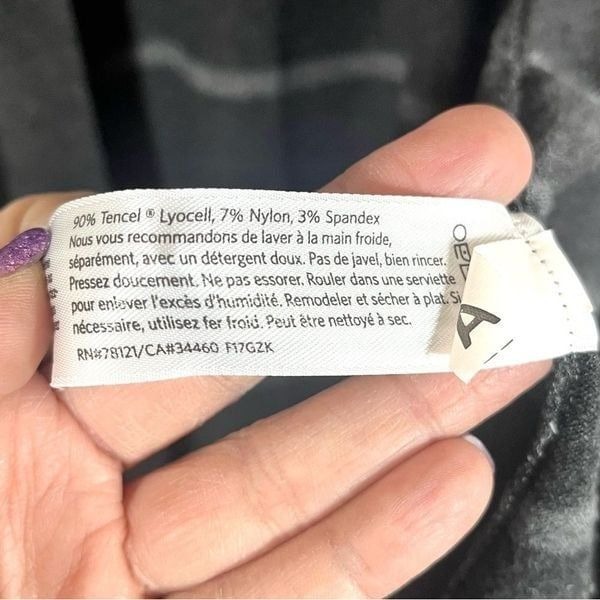 90% Tencel ® Lyocell, 7% Nylon, 3% Spandex
Nous vous recommandons de laver à la main froide,
séparément, avec un détergent doux. Pas de javel, bien rincer.
Pressez doucement. Ne pas essorer. Rouler dans une serviette
pour enlever l'excès d'humidité. Remodeler et sécher à plat. Si
nécessaire, utilisez fer froid. Peut être nettoyé à sec.
RN#78121/CA#34460 F17G2K
A